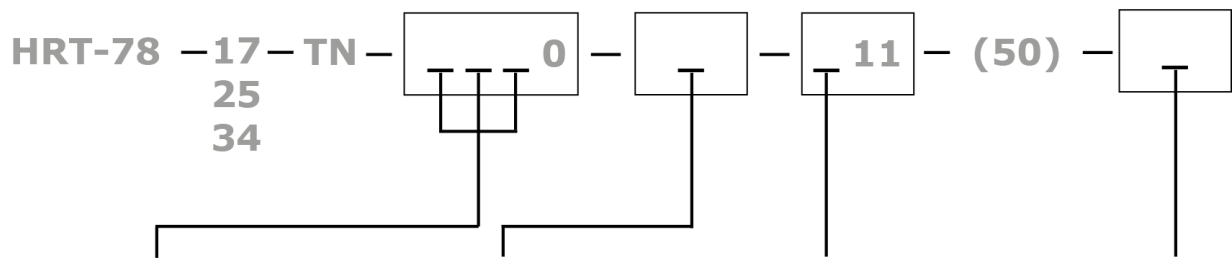 HRT-78 — 17 — TN — _ _ _ 0 — _ — _ 11 — (50) — _
25
34